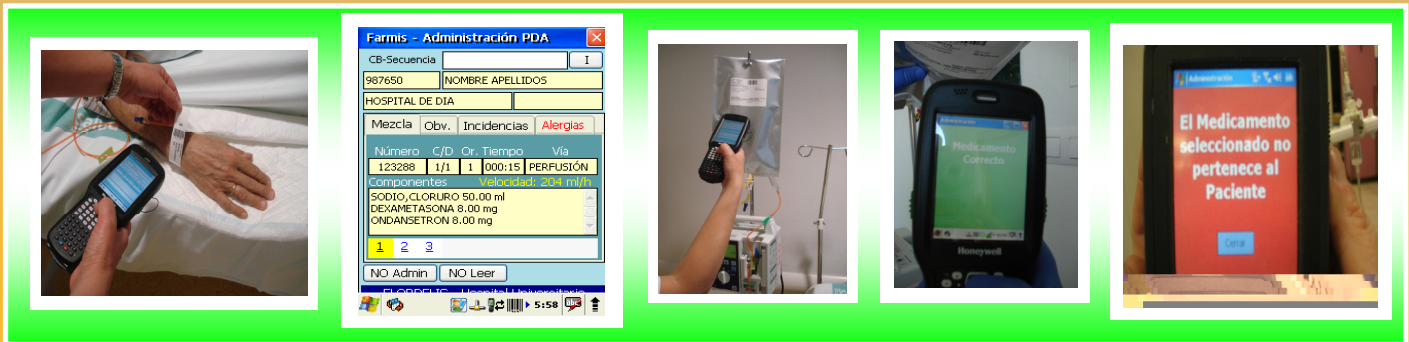 Farmis - Administración PDA
CB-Secuencia
I
987650
NOMBRE APELLIDOS
HOSPITAL DE DIA
Mezcla
Obv.
Incidencias
Alergias
Número C/D Or. Tiempo Vía
123288 1/1 1 000:15 PERFUSIÓN
Componentes Velocidad: 204 ml/h
SODIO,CLORURO 50.00 ml
DEXAMETASONA 8.00 mg
ONDANSETRON 8.00 mg
1 2 3
NO Admin
NO Leer
5:58
Administración
Medicamento
Correcto
Honeywell
Administración
El Medicamento
seleccionado no
pertenece al
Paciente
Cerrar